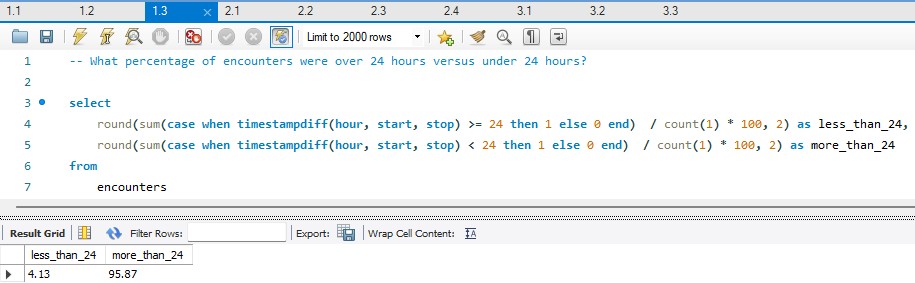 1.1 1.2 1.3 × 2.1 2.2 2.3 2.4 3.1 3.2 3.3
Limit to 2000 rows
1 -- What percentage of encounters were over 24 hours versus under 24 hours?
2
3 select
4 round(sum(case when timestampdiff(hour, start, stop) >= 24 then 1 else 0 end)  / count(1) * 100, 2) as less_than_24,
5 round(sum(case when timestampdiff(hour, start, stop) < 24 then 1 else 0 end)  / count(1) * 100, 2) as more_than_24
6 from
7 encounters
Result Grid Filter Rows: Export: Wrap Cell Content: IA
less_than_24 more_than_24
4.13 95.87